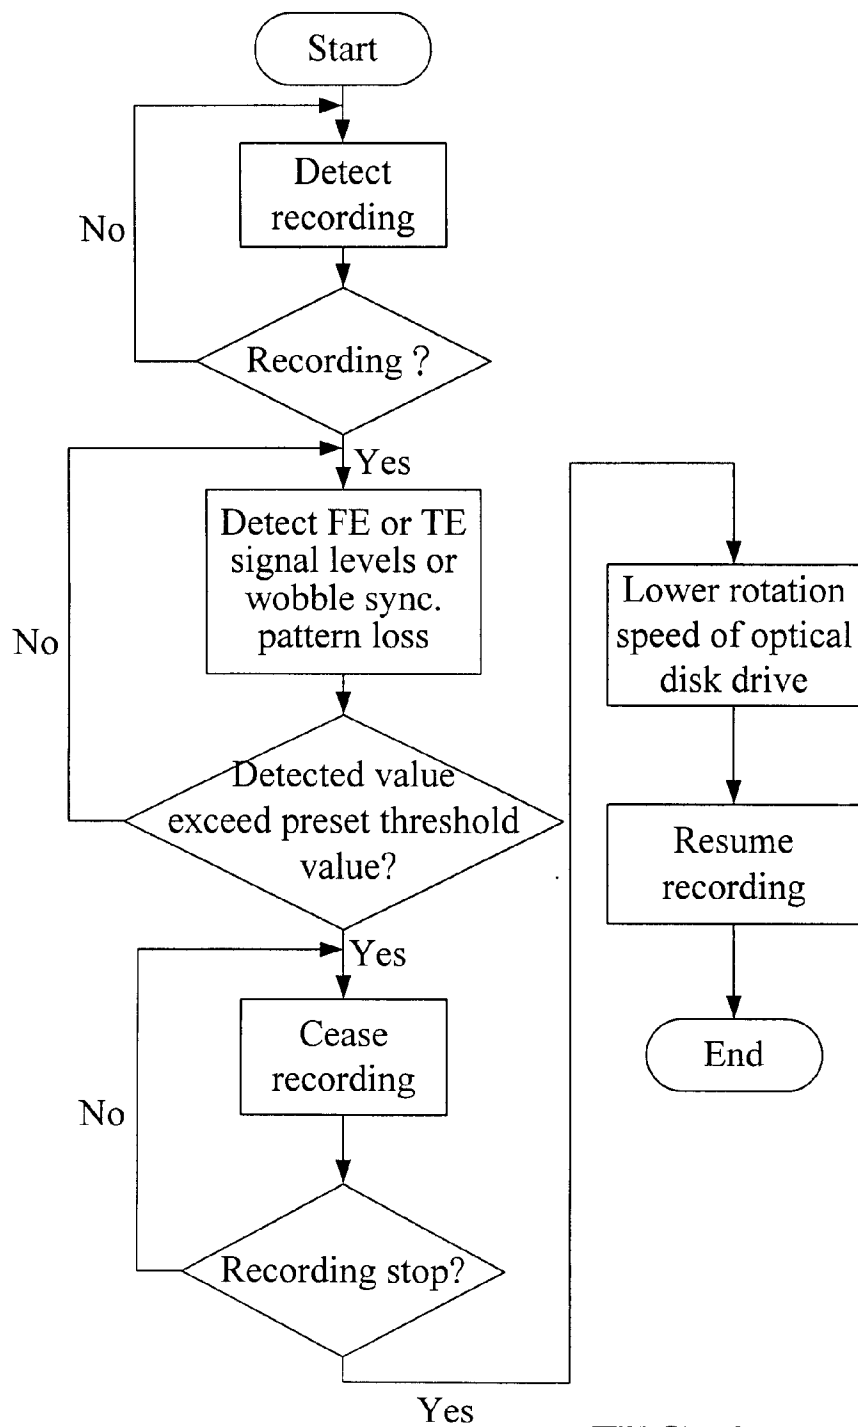 Start
Detect
recording
No
Recording ?
Yes
Detect FE or TE
signal levels or
wobble sync.
pattern loss
No
Detected value
exceed preset threshold
value?
Yes
Cease
recording
No
Recording stop?
Yes
Lower rotation
speed of optical
disk drive
Resume
recording
End